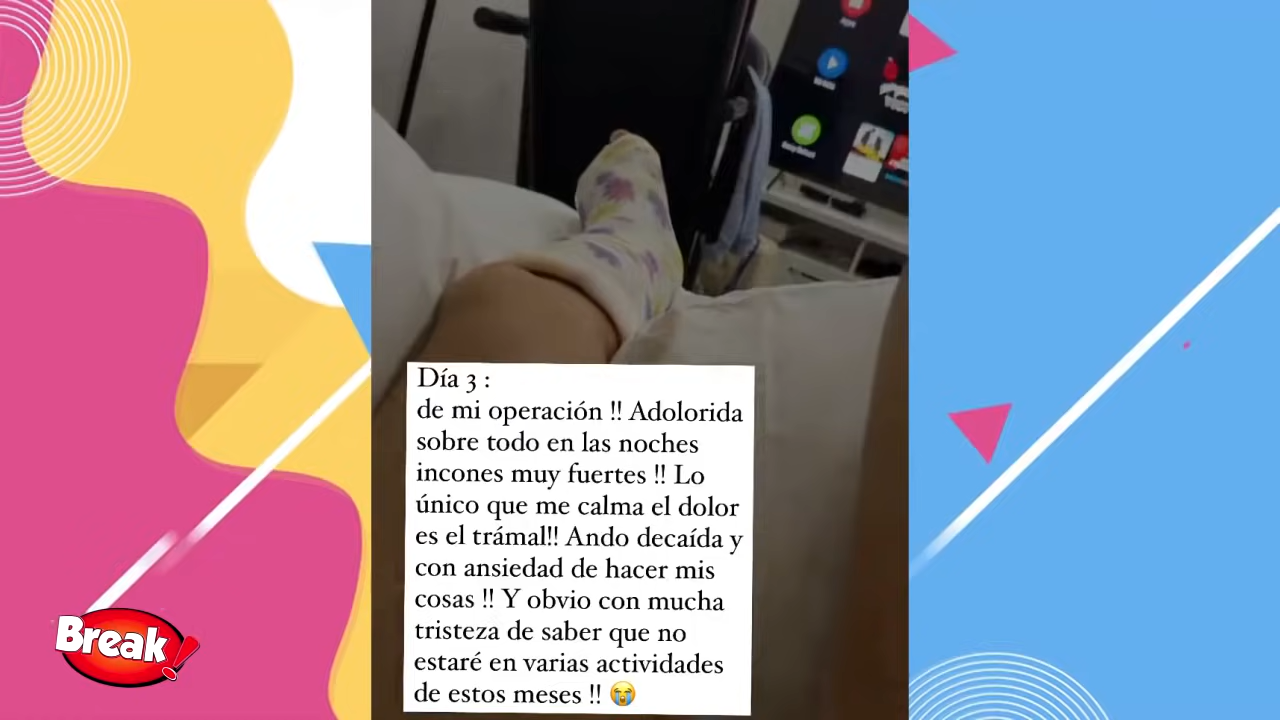 Día 3 :
de mi operación !! Adolorida
sobre todo en las noches
incones muy fuertes !! Lo
único que me calma el dolor
es el trámal!! Ando decaída y
con ansiedad de hacer mis
cosas !! Y obvio con mucha
tristeza de saber que no
estaré en varias actividades
de estos meses !! 😭
Break!